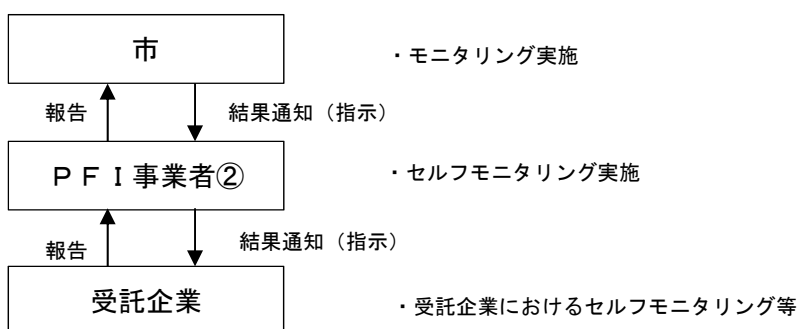 市
・モニタリング実施
報告
結果通知(指示)
PFI事業者②
・セルフモニタリング実施
報告
結果通知(指示)
受託企業
・受託企業におけるセルフモニタリング等